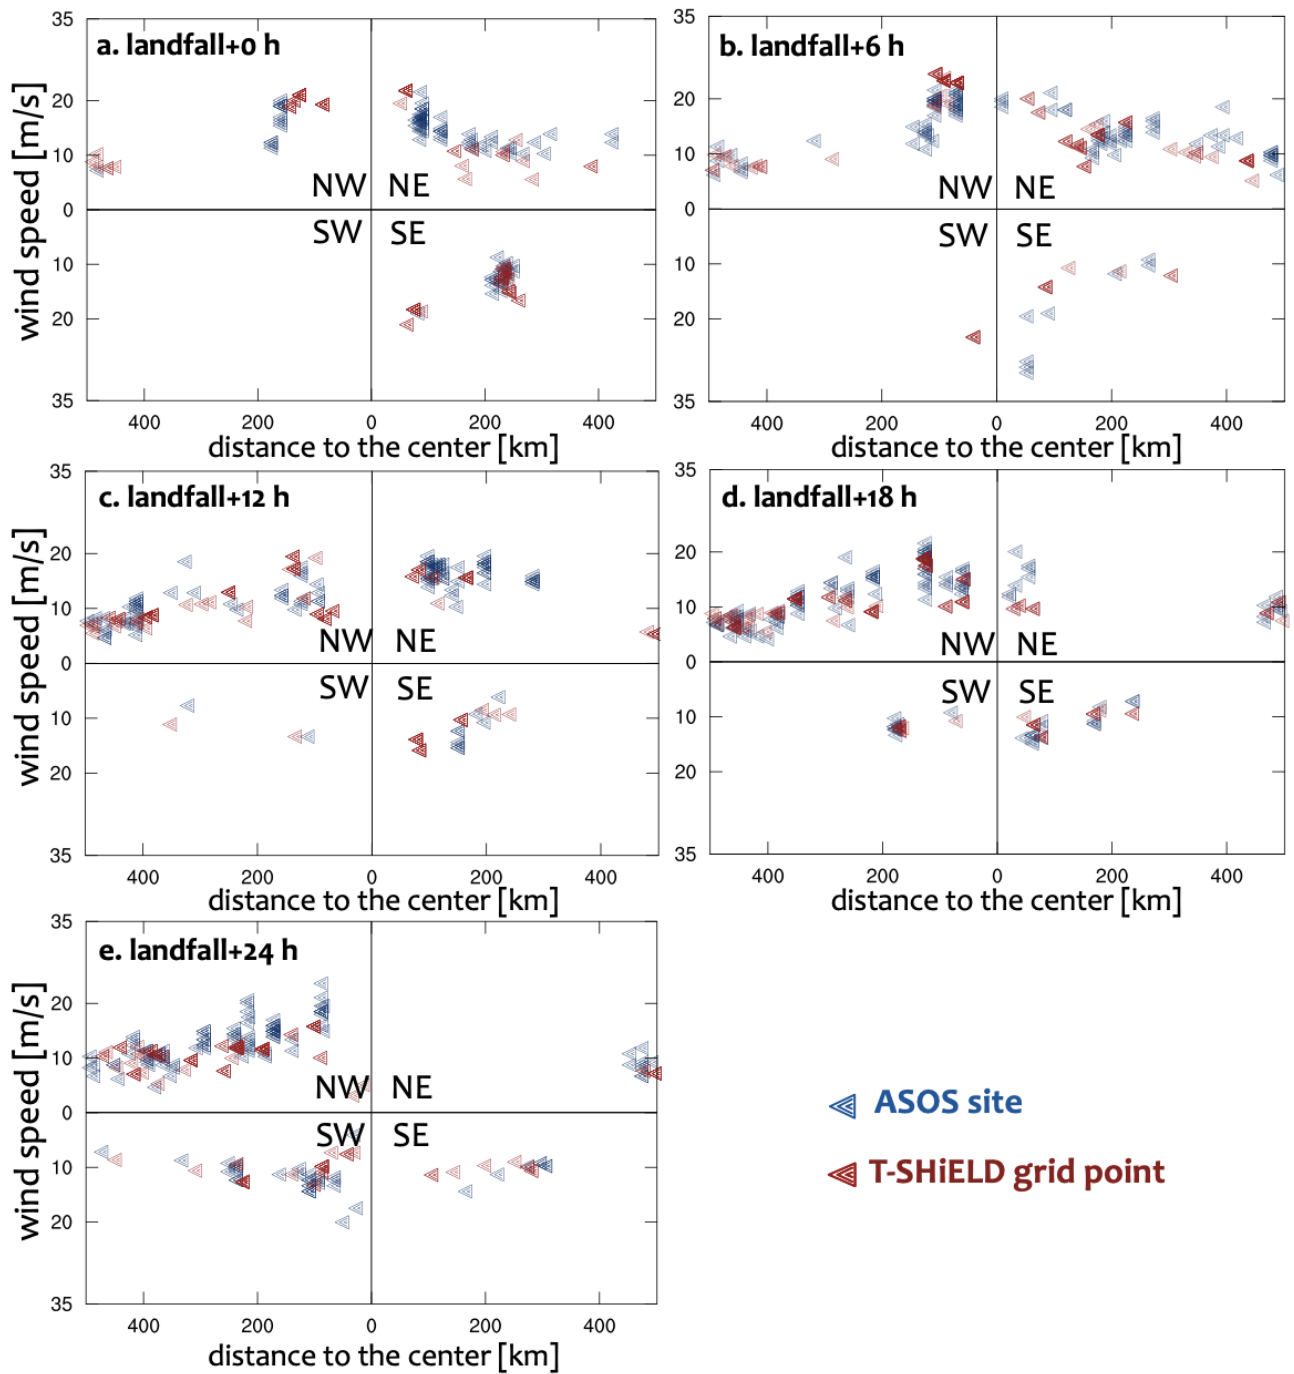 a. landfall+0 h
35
20
10
0
10
20
35
wind speed [m/s]
NW NE
SW SE
400 200 0 200 400
distance to the center [km]
b. landfall+6 h
35
20
10
0
10
20
35
NW NE
SW SE
400 200 0 200 400
distance to the center [km]
c. landfall+12 h
35
20
10
0
10
20
35
wind speed [m/s]
NW NE
SW SE
400 200 0 200 400
distance to the center [km]
d. landfall+18 h
35
20
10
0
10
20
35
NW NE
SW SE
400 200 0 200 400
distance to the center [km]
e. landfall+24 h
35
20
10
0
10
20
35
wind speed [m/s]
NW NE
SW SE
400 200 0 200 400
distance to the center [km]
ASOS site
T-SHiELD grid point